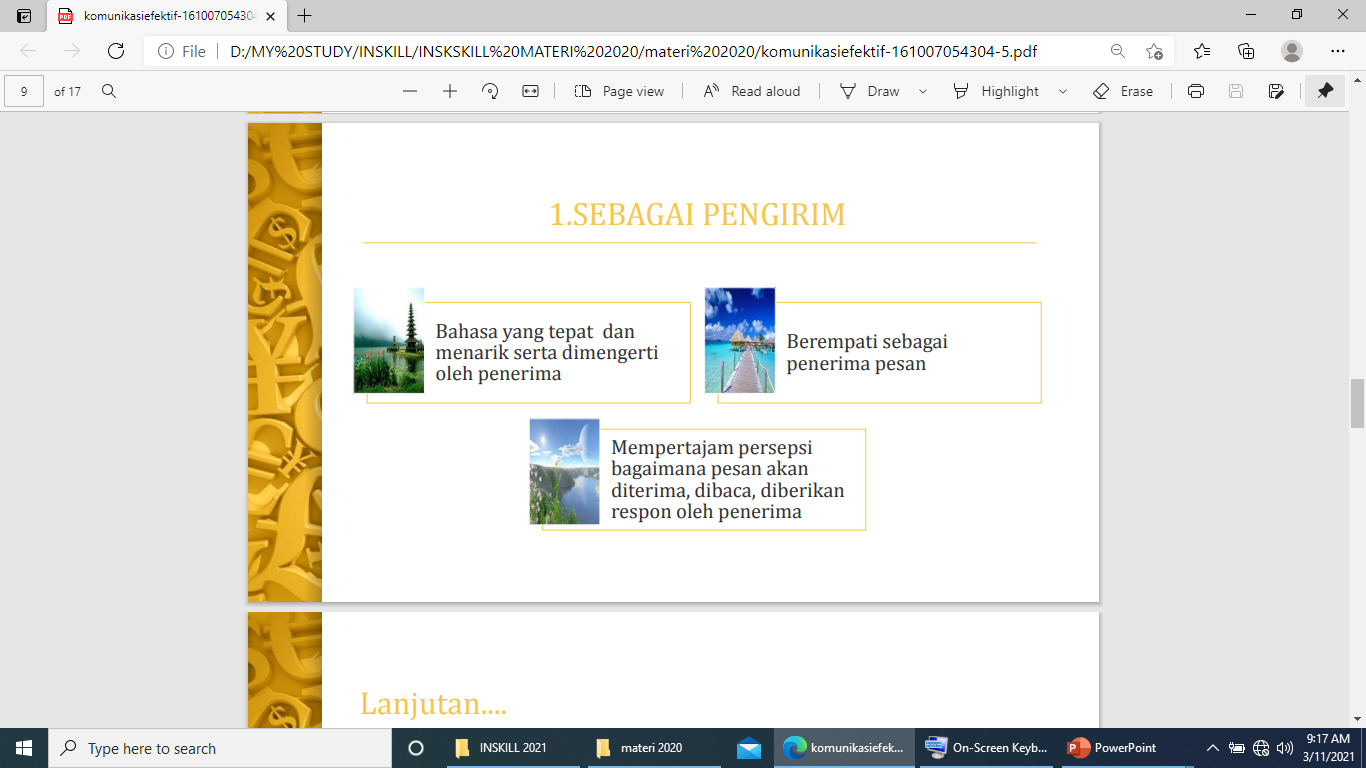 komunikasiefektif-161007054304-
File
D:/MY%20STUDY/INSKILL/INSKSKILL%20MATERI%202020/materi%202020/komunikasiefektif-161007054304-5.pdf
9
of 17
Page view
Read aloud
Draw
Highlight
Erase
1.SEBAGAI PENGIRIM
Bahasa yang tepat dan
menarik serta dimengerti
oleh penerima
Berempati sebagai
penerima pesan
Mempertajam persepsi
bagaimana pesan akan
diterima, dibaca, diberikan
respon oleh penerima
Lanjutan....
Type here to search
INSKILL 2021
materi 2020
komunikasiefek...
On-Screen Keyb...
PowerPoint
9:17 AM
3/11/2021